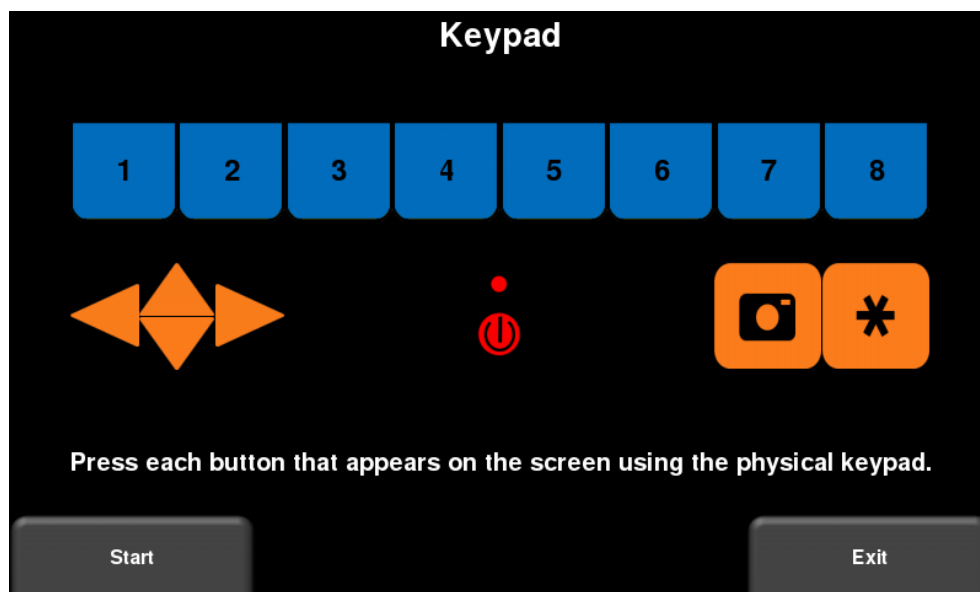 Keypad
1 2 3 4 5 6 7 8
*
Press each button that appears on the screen using the physical keypad.
Start Exit